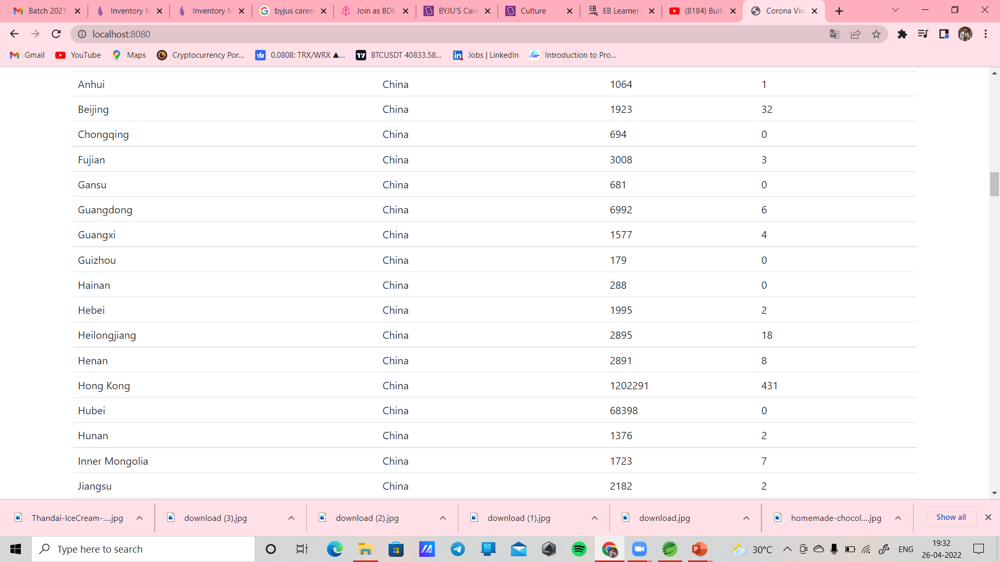 Batch 2021- Inventory M Inventory M byjus caree Join as BDE BYJU'S Care Culture EB Learner (8184) Build Corona Viru
localhost:8080
Gmail YouTube Maps Cryptocurrency Por... 0.0808: TRX/WRX ▲... BTCUSDT 40833.58... Jobs | LinkedIn Introduction to Pro...
Anhui China 1064 1
Beijing China 1923 32
Chongqing China 694 0
Fujian China 3008 3
Gansu China 681 0
Guangdong China 6992 6
Guangxi China 1577 4
Guizhou China 179 0
Hainan China 288 0
Hebei China 1995 2
Heilongjiang China 2895 18
Henan China 2891 8
Hong Kong China 1202291 431
Hubei China 68398 0
Hunan China 1376 2
Inner Mongolia China 1723 7
Jiangsu China 2182 2
Thandai-IceCream-....jpg download (3).jpg download (2).jpg download (1).jpg download.jpg homemade-chocol....jpg Show all
Type here to search 30°C ENG 19:32
26-04-2022